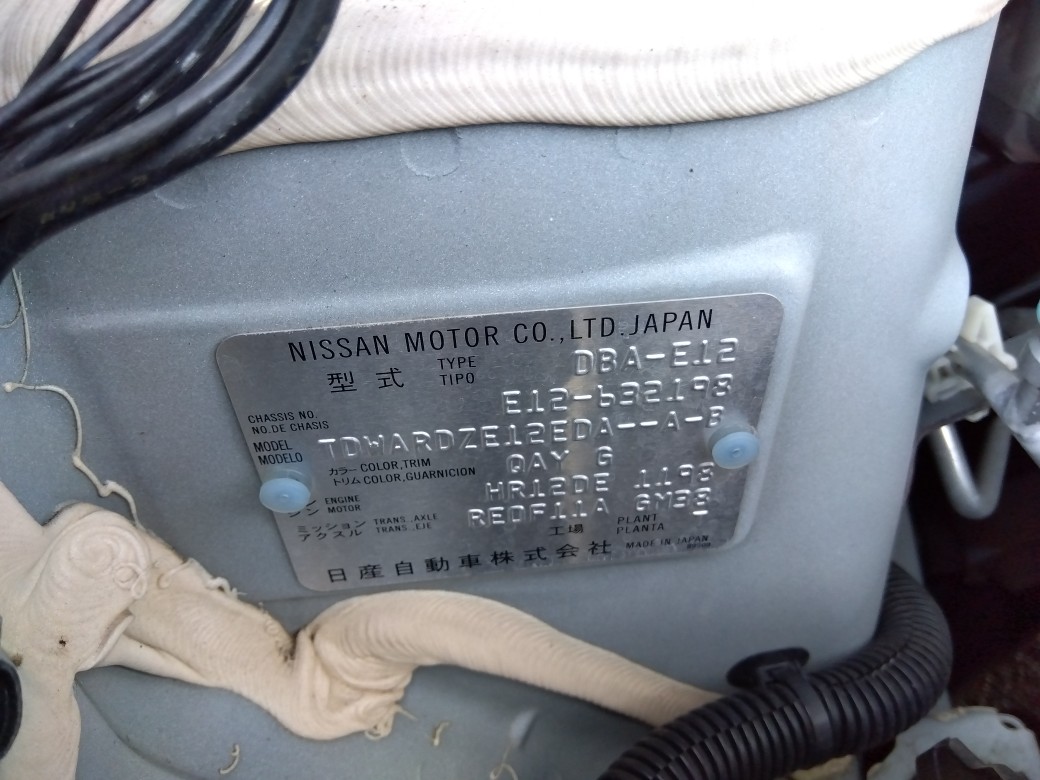 NISSAN MOTOR CO.,LTD. JAPAN
型式 TYPE TIPO DBA-E12
CHASSIS NO. NO.DE CHASIS E12-632198
MODEL MODELO TDWARDZE12EDA--A-B
カラー COLOR,TRIM トリム COLOR,GUARNICION QAY G
ENGINE MOTOR HR12DE 1198
ミッション TRANS.,AXLE アクスル TRANS.,EJE REOF11A GM38
工場 PLANT PLANTA
日産自動車株式会社 MADE IN JAPAN